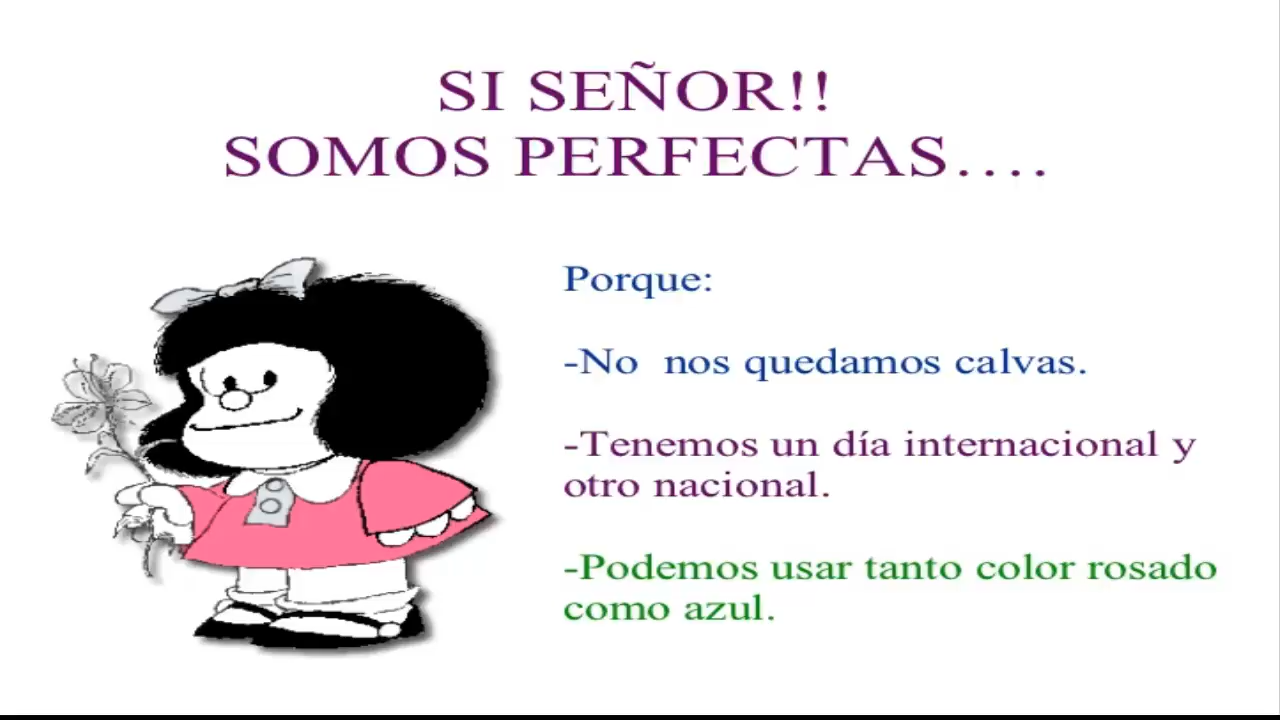 SI SEÑOR!!
SOMOS PERFECTAS....
Porque:
-No  nos quedamos calvas.
-Tenemos un día internacional y
otro nacional.
-Podemos usar tanto color rosado
como azul.